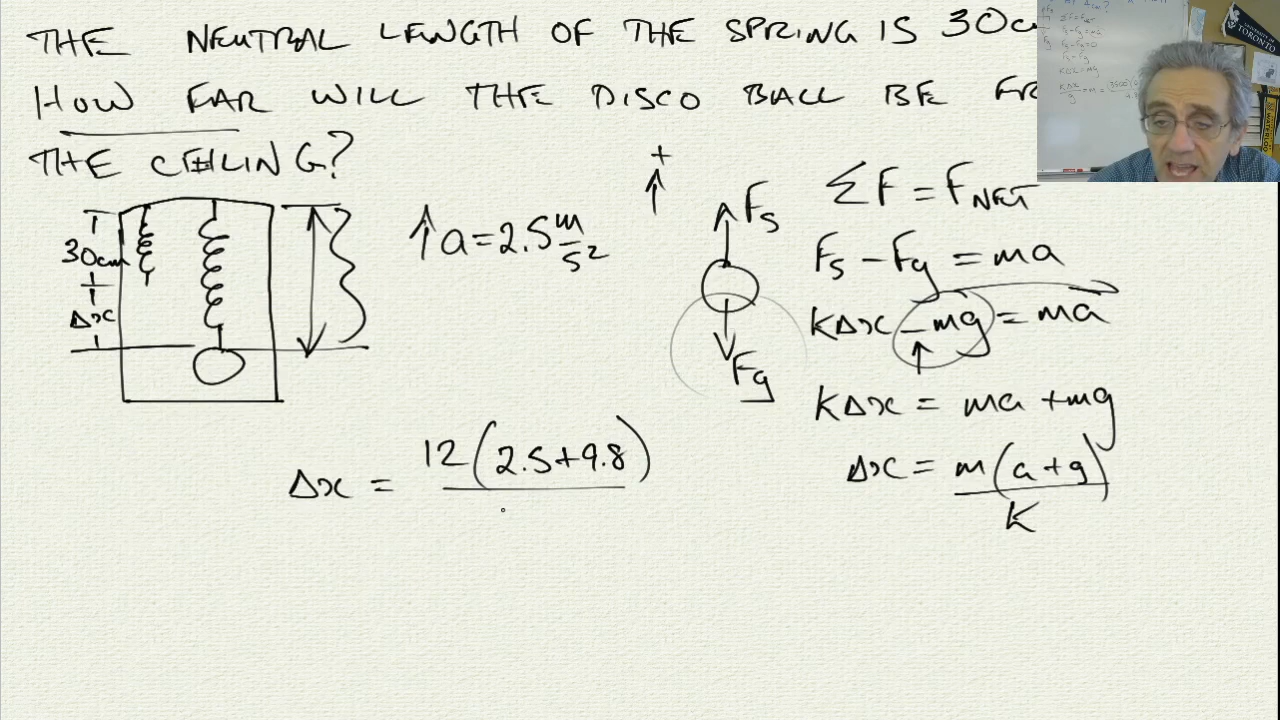 THE NEUTRAL LENGTH OF THE SPRING IS 30c
HOW FAR WILL THE DISCO BALL BE FR
THE CEILING?
30cm
Δx
↑ a = 2.5 m/s²
+
Fs
Fg
ΣF = FNET
Fs − Fg = ma
KΔx − mg = ma
KΔx = ma + mg
Δx = m(a+g)/K
Δx = 12(2.5+9.8)
TORONTO